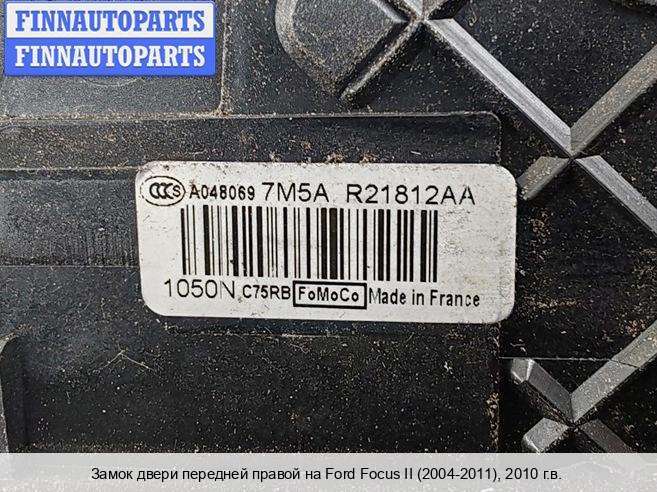 FINNAUTOPARTS
FINNAUTOPARTS
CCC S A048069 7M5A R21812AA
1050N C75RB FoMoCo Made in France
Замок двери передней правой на Ford Focus II (2004-2011), 2010 г.в.